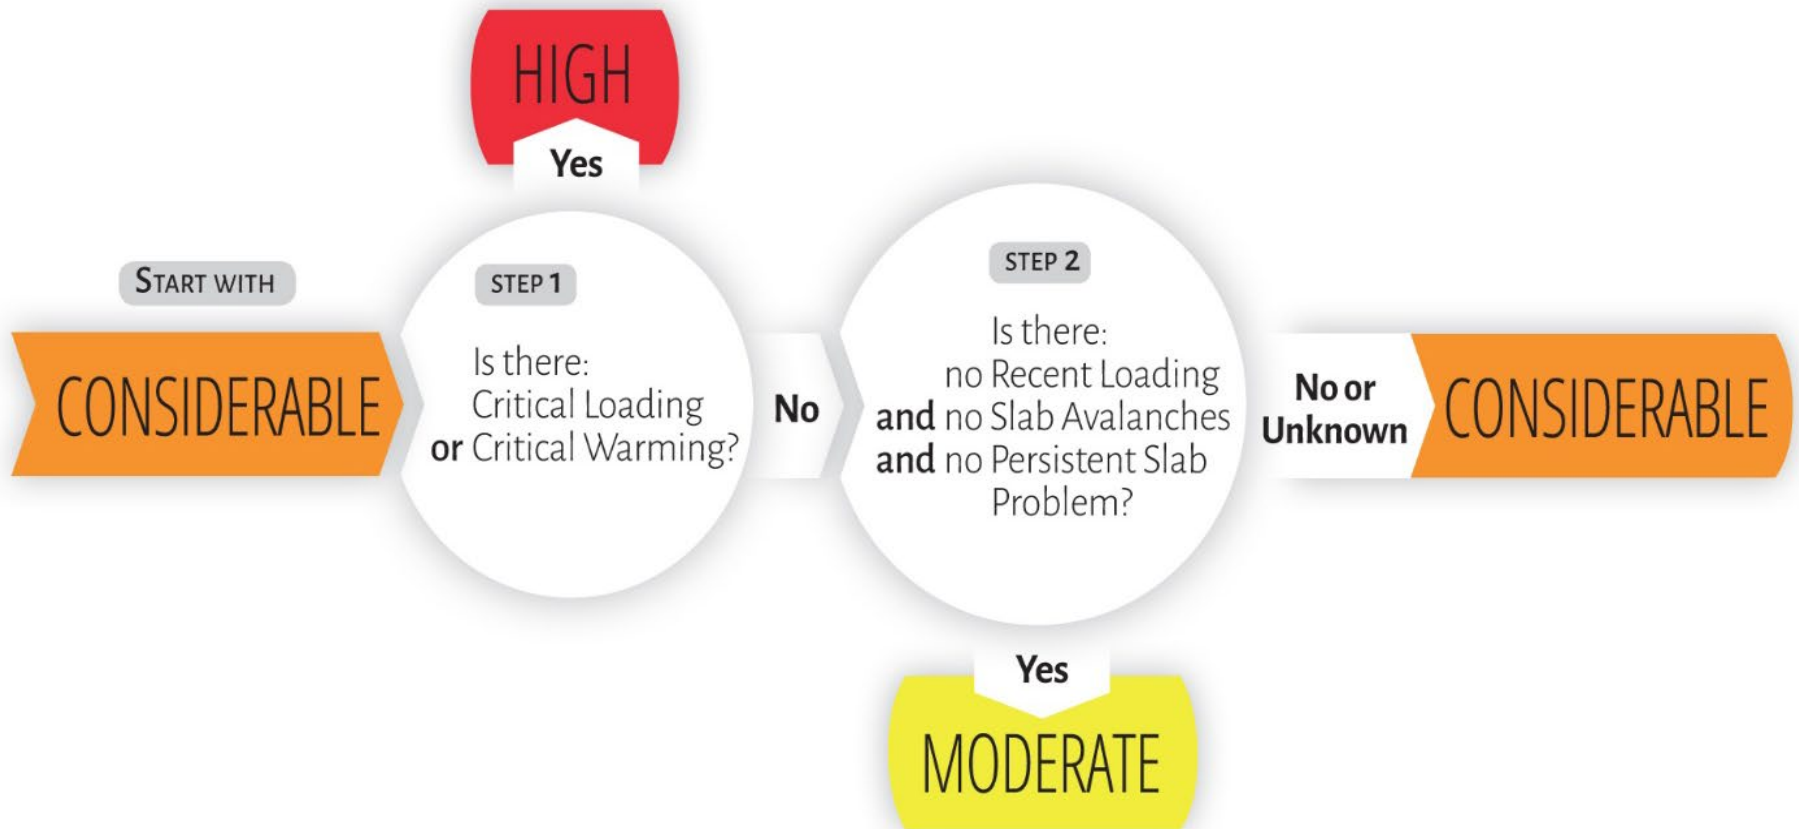 HIGH
Yes
START WITH
CONSIDERABLE
STEP 1
Is there:
Critical Loading
or Critical Warming?
No
STEP 2
Is there:
no Recent Loading
and no Slab Avalanches
and no Persistent Slab
Problem?
No or
Unknown
CONSIDERABLE
Yes
MODERATE